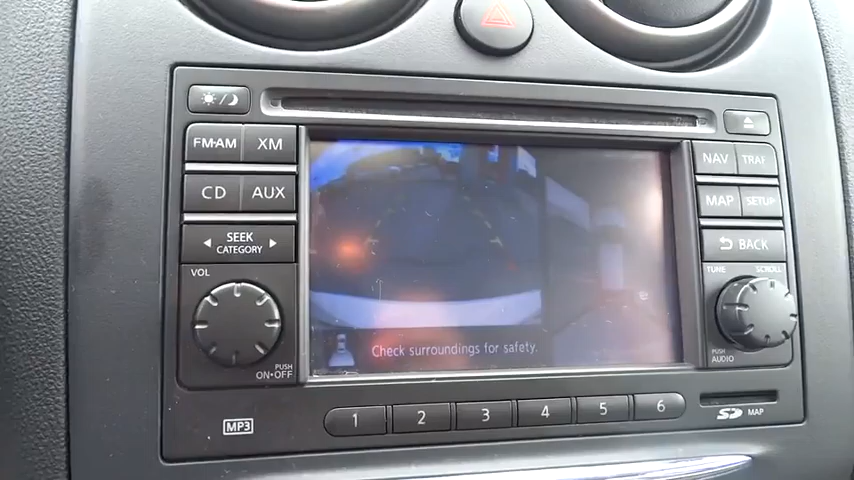 FM·AM XM
CD AUX
SEEK
CATEGORY
VOL
PUSH
ON·OFF
MP3
Check surroundings for safety.
1 2 3 4 5 6
NAV TRAF
MAP SETUP
BACK
TUNE SCROLL
PUSH
AUDIO
SD MAP